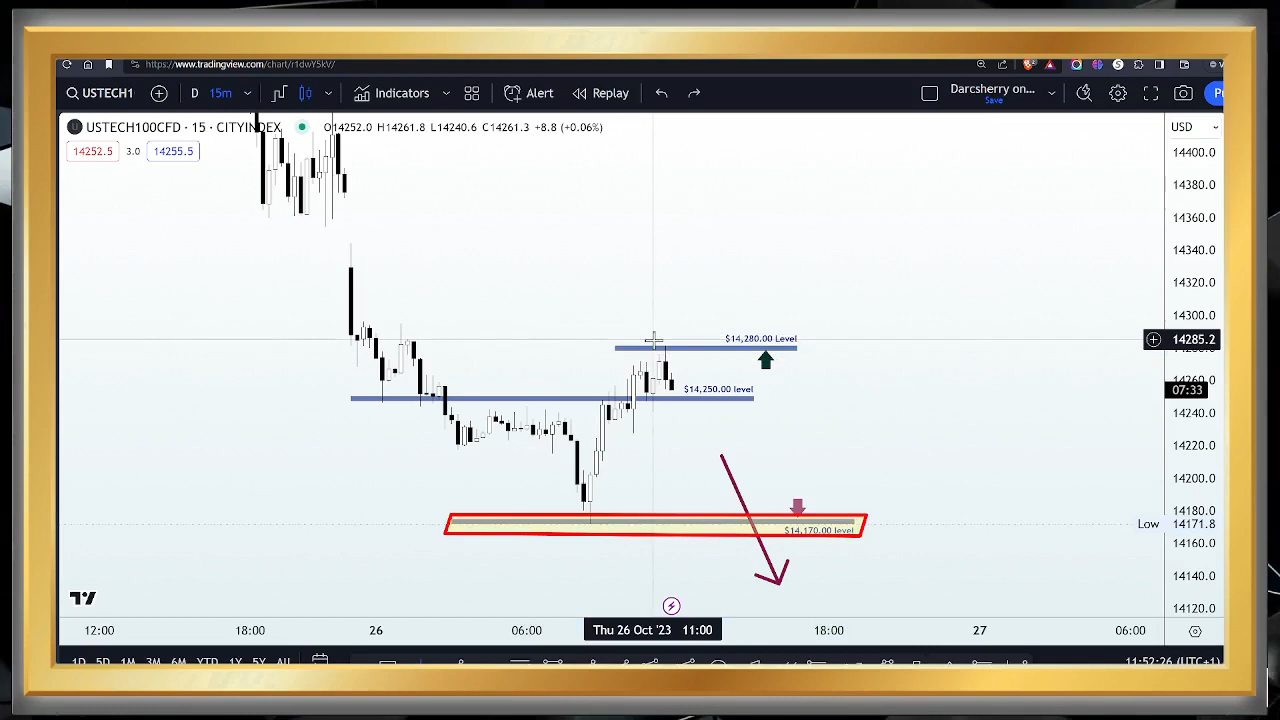 https://www.tradingview.com/chart/r1dwY5kV/
USTECH1 D 15m Indicators Alert Replay Darcsherry on... Save
USTECH100CFD · 15 · CITYINDEX O14252.0 H14261.8 L14240.6 C14261.3 +8.8 (+0.06%)
USD
14252.5 3.0 14255.5
14400.0
14380.0
14360.0
14340.0
14320.0
14300.0
$14,280.00 Level
14285.2
$14,250.00 level
07:33
14240.0
14220.0
14200.0
14180.0
Low 14171.8
$14,170.00 level
14160.0
14140.0
14120.0
12:00 18:00 26 06:00 Thu 26 Oct '23 11:00 18:00 27 06:00
1D 5D 1M 3M 6M YTD 1Y 5Y All 11:52:26 (UTC+1)